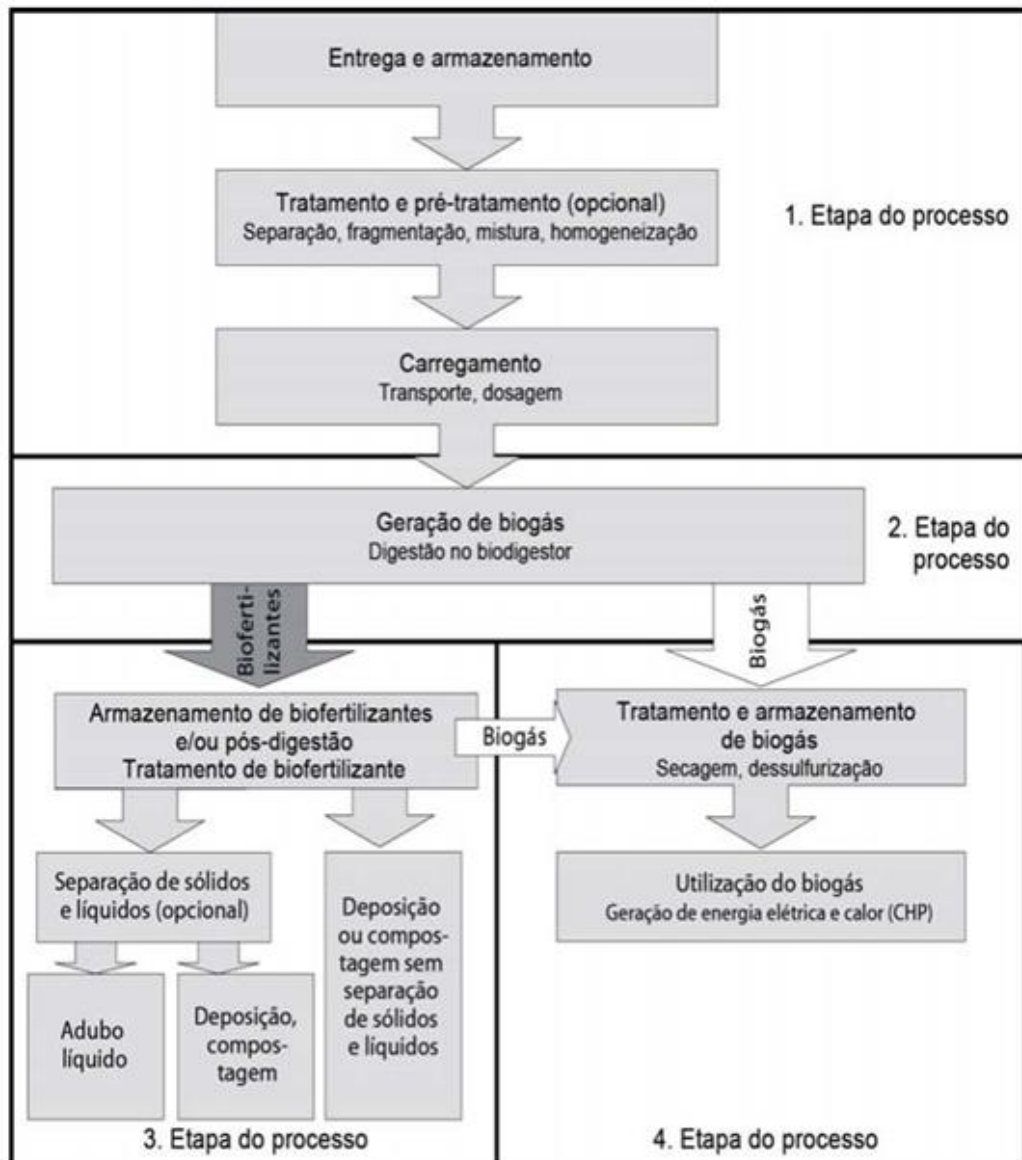 Entrega e armazenamento
Tratamento e pré-tratamento (opcional)
Separação, fragmentação, mistura, homogeneização
1. Etapa do processo
Carregamento
Transporte, dosagem
Geração de biogás
Digestão no biodigestor
2. Etapa do
processo
Bioferti-
lizantes
Biogás
Armazenamento de biofertilizantes
e/ou pós-digestão
Tratamento de biofertilizante
Biogás
Tratamento e armazenamento
de biogás
Secagem, dessulfurização
Separação de sólidos
e líquidos (opcional)
Deposição
ou compos-
tagem sem
separação
de sólidos
e líquidos
Utilização do biogás
Geração de energia elétrica e calor (CHP)
Adubo
líquido
Deposição,
compos-
tagem
3. Etapa do processo
4. Etapa do processo